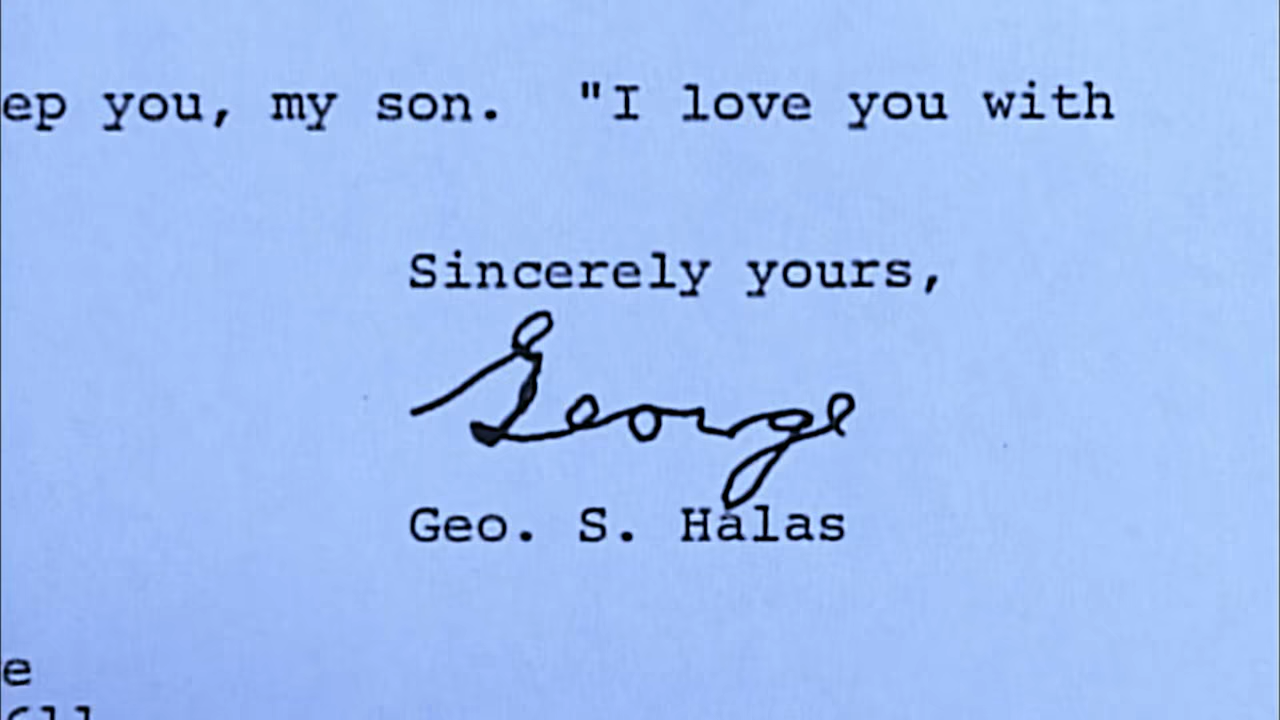 ep you, my son. "I love you with
Sincerely yours,
George
Geo. S. Halas
e